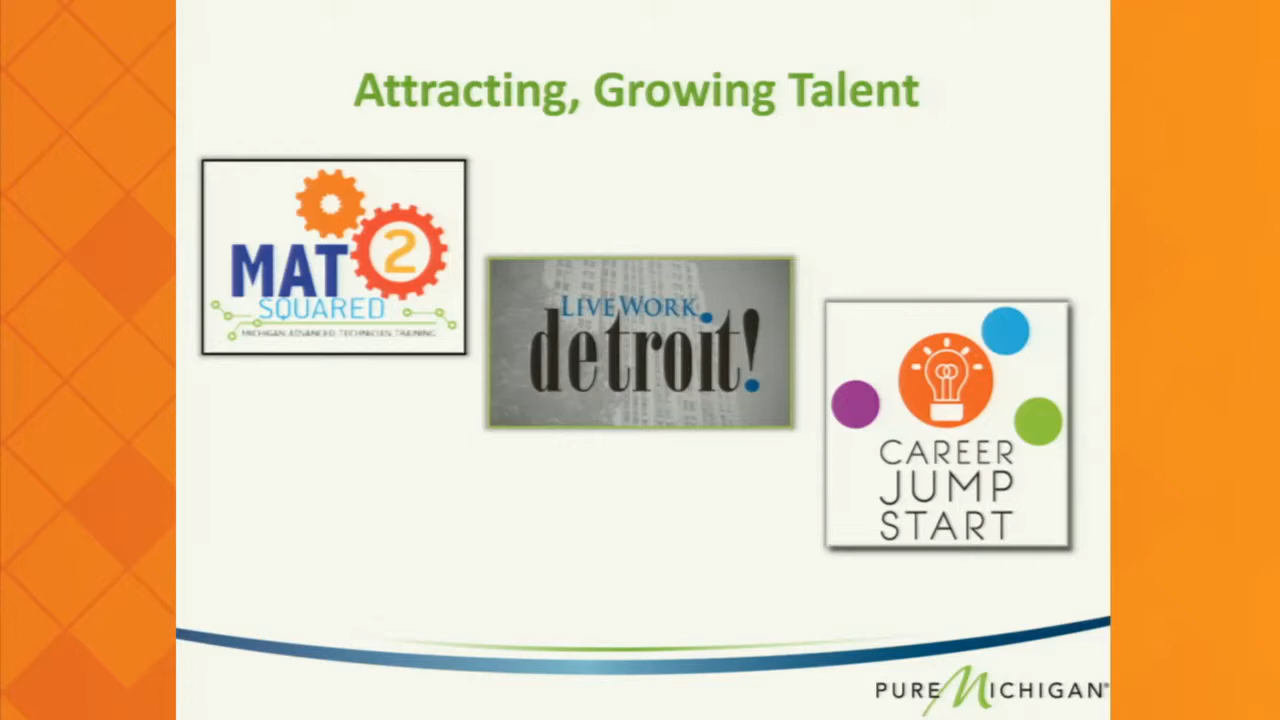 Attracting, Growing Talent
MAT 2
SQUARED
MICHIGAN ADVANCED TECHNICIAN TRAINING
LIVE WORK
detroit!
CAREER
JUMP
START
PURE MICHIGAN®